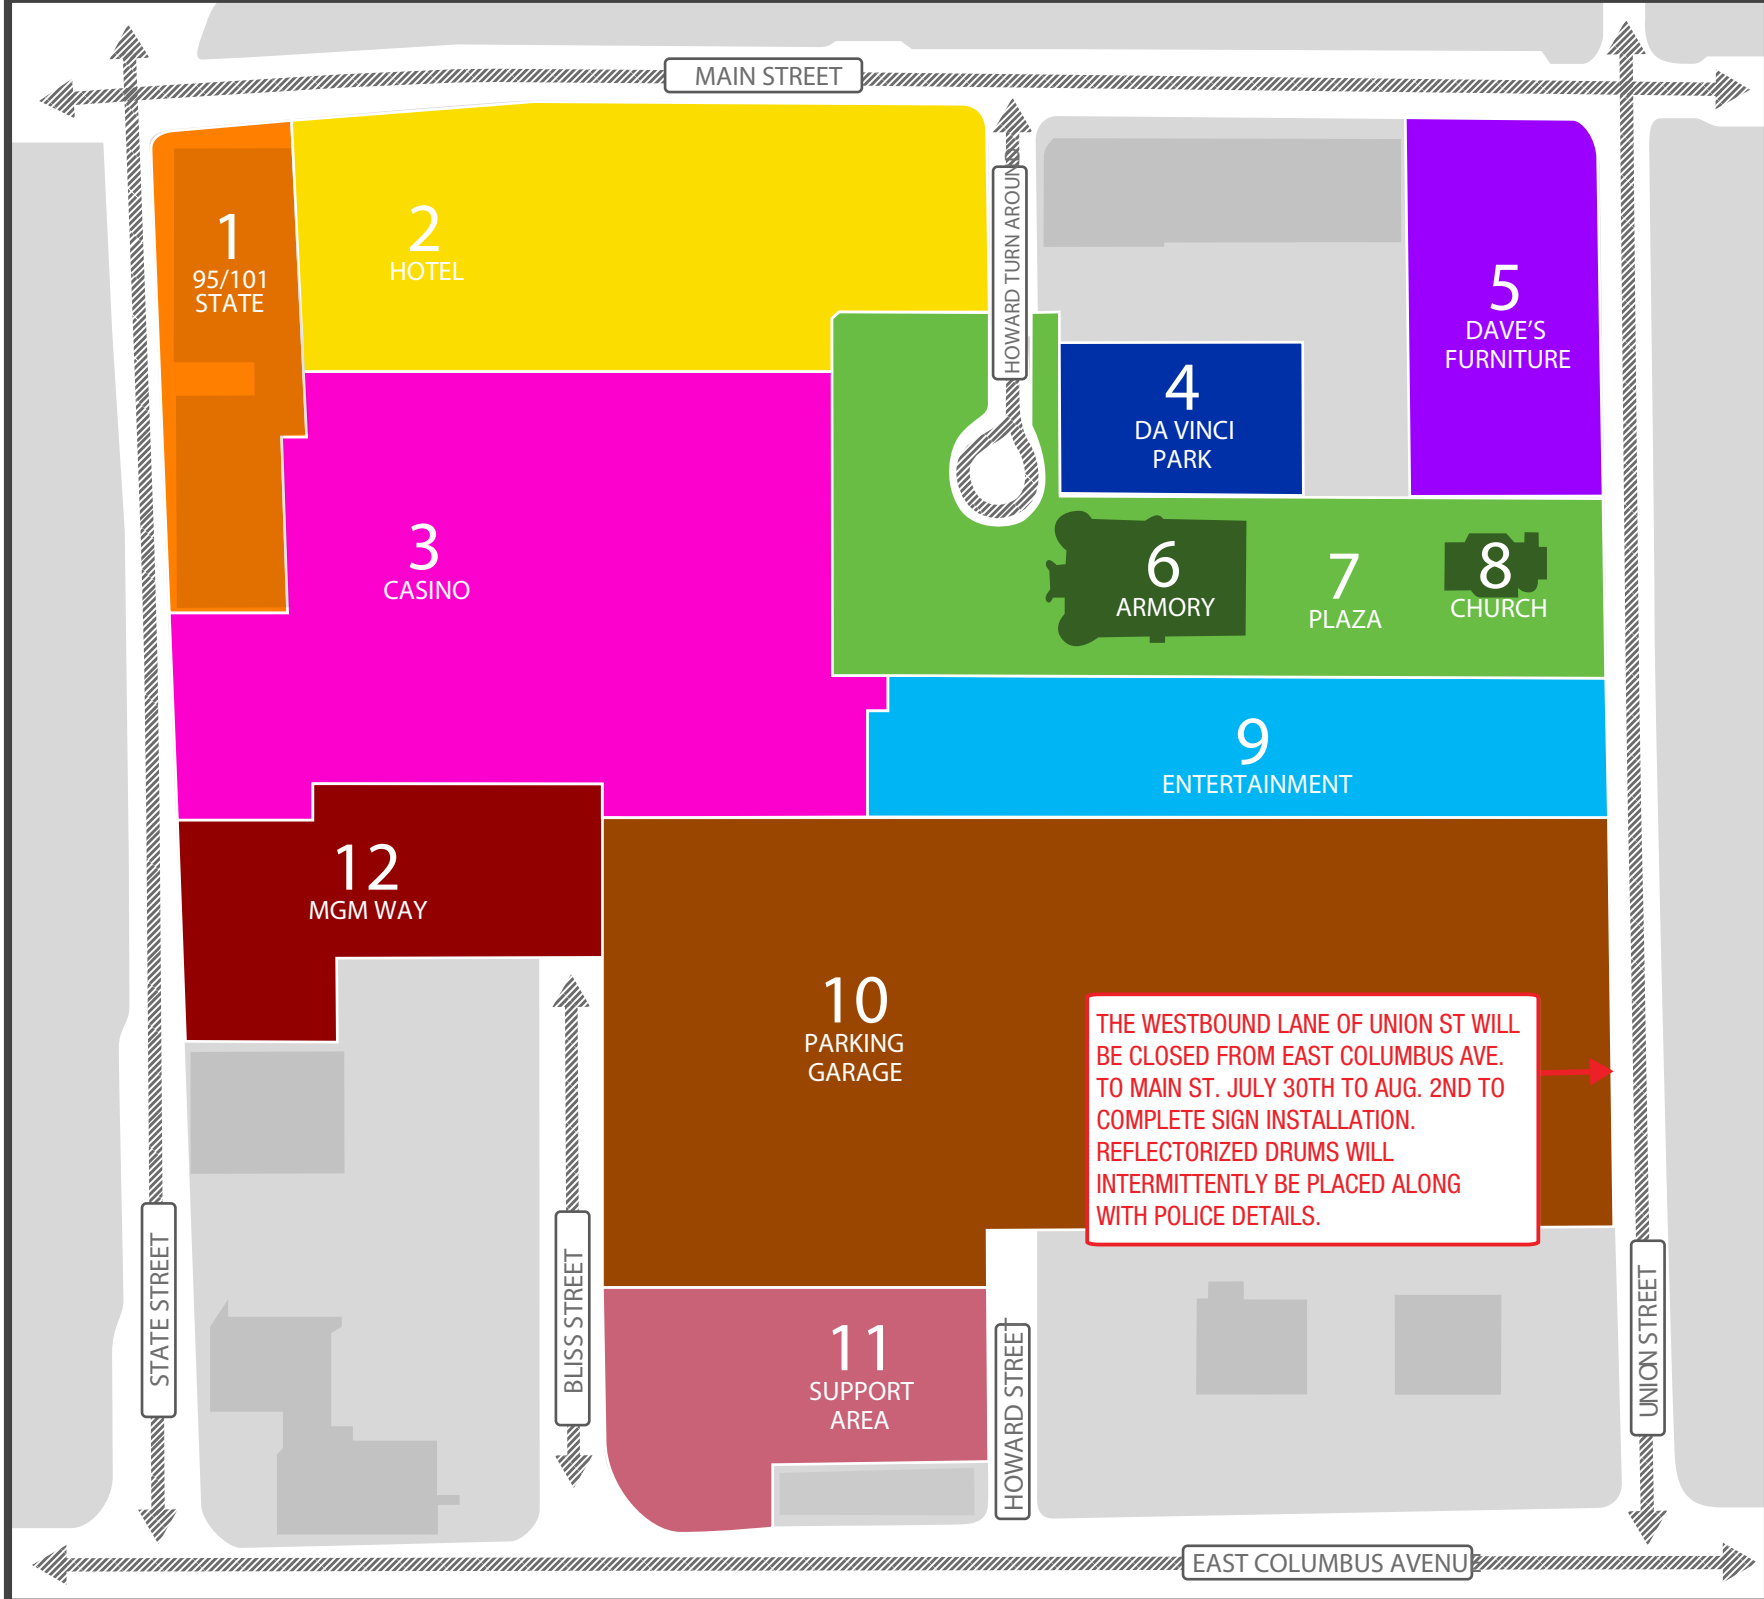 MAIN STREET
HOWARD TURN AROUND
1
95/101
STATE
2
HOTEL
5
DAVE'S
FURNITURE
4
DA VINCI
PARK
3
CASINO
6
ARMORY
7
PLAZA
8
CHURCH
9
ENTERTAINMENT
12
MGM WAY
10
PARKING
GARAGE
THE WESTBOUND LANE OF UNION ST WILL
BE CLOSED FROM EAST COLUMBUS AVE.
TO MAIN ST. JULY 30TH TO AUG. 2ND TO
COMPLETE SIGN INSTALLATION.
REFLECTORIZED DRUMS WILL
INTERMITTENTLY BE PLACED ALONG
WITH POLICE DETAILS.
STATE STREET
BLISS STREET
11
SUPPORT
AREA
HOWARD STREET
UNION STREET
EAST COLUMBUS AVENUE